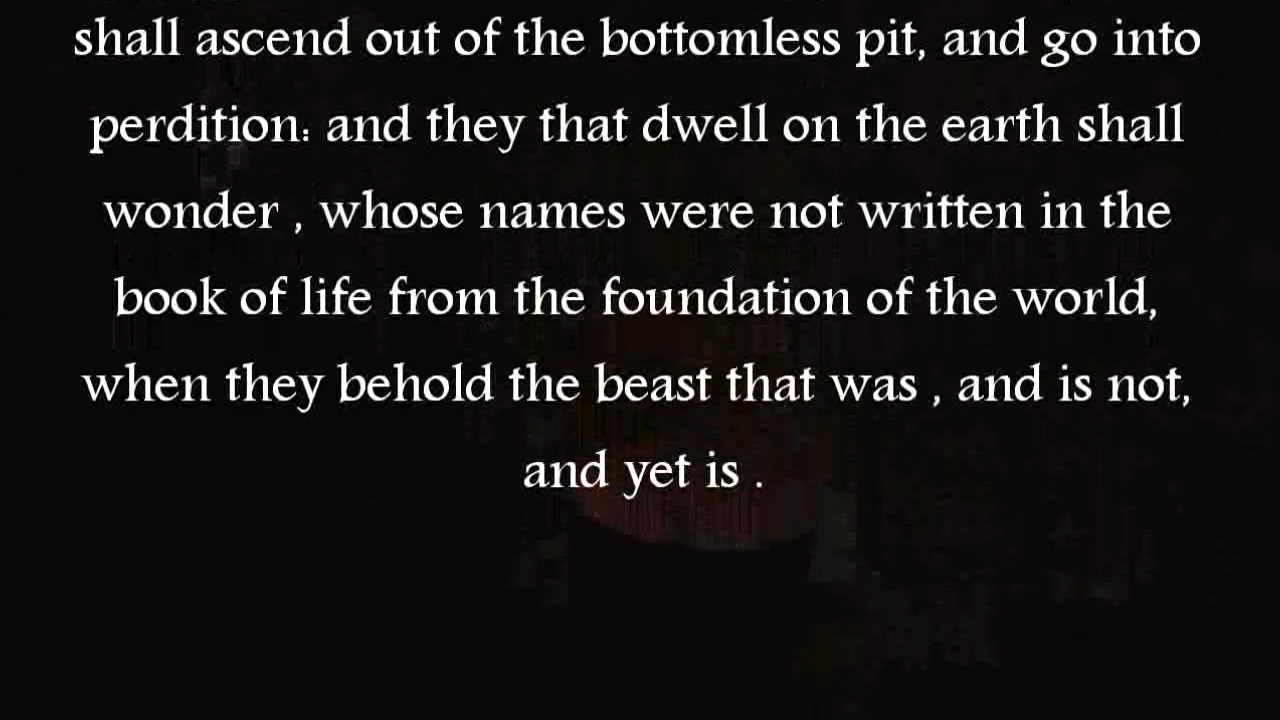 shall ascend out of the bottomless pit, and go into
perdition: and they that dwell on the earth shall
wonder , whose names were not written in the
book of life from the foundation of the world,
when they behold the beast that was , and is not,
and yet is .